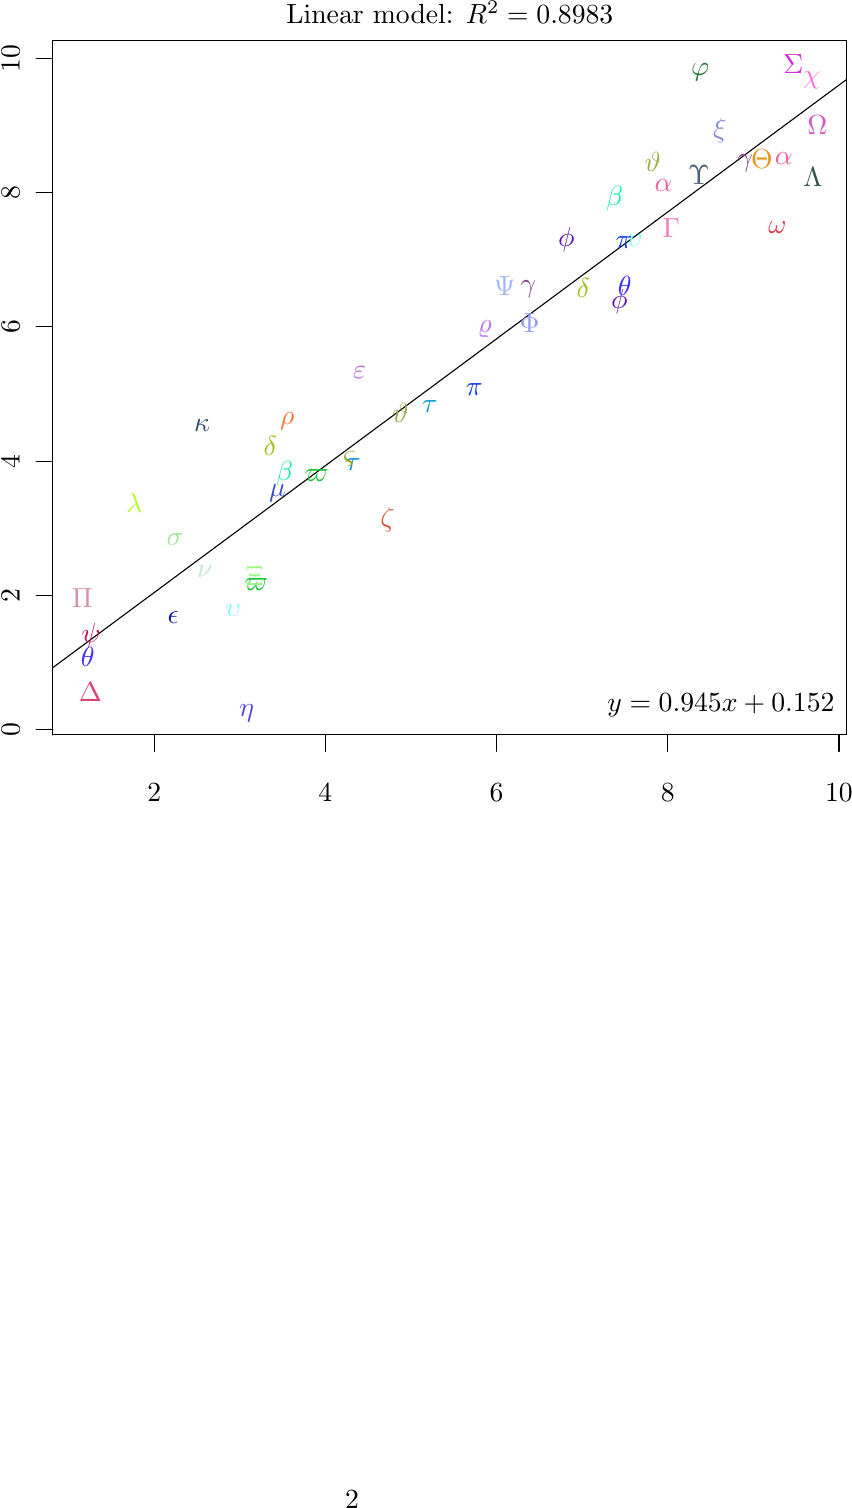 Linear model: R² = 0.8983
10
φ
Σ
χ
Ω
ξ
8
ϑ
γ
Θ
α
α
ϒ
Λ
β
Γ
ω
ϕ
π
υ
6
Ψ
γ
δ
θ
ϕ
ϱ
Φ
ε
π
τ
ϑ
4
κ
ρ
δ
β
ϖ
ς
τ
μ
λ
ζ
2
σ
ν
Ξ
ϖ
Π
ϵ
υ
ψ
θ
Δ
η
y = 0.945x + 0.152
0
2 4 6 8 10
2